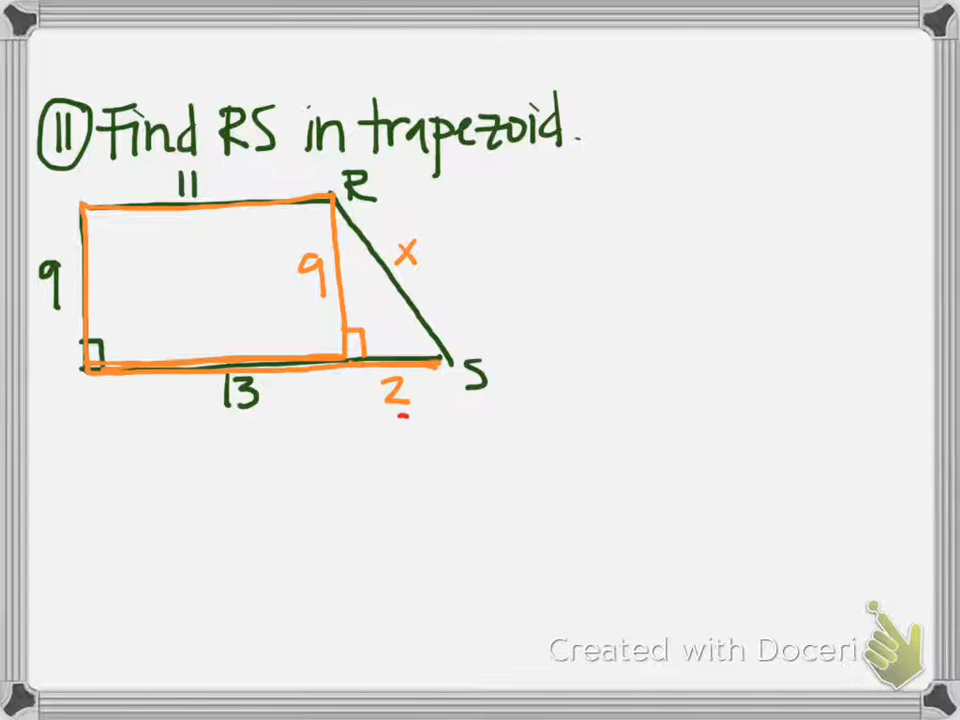 11 Find RS in trapezoid.
11 R
9 9 x
13 2 S
Created with Doceri